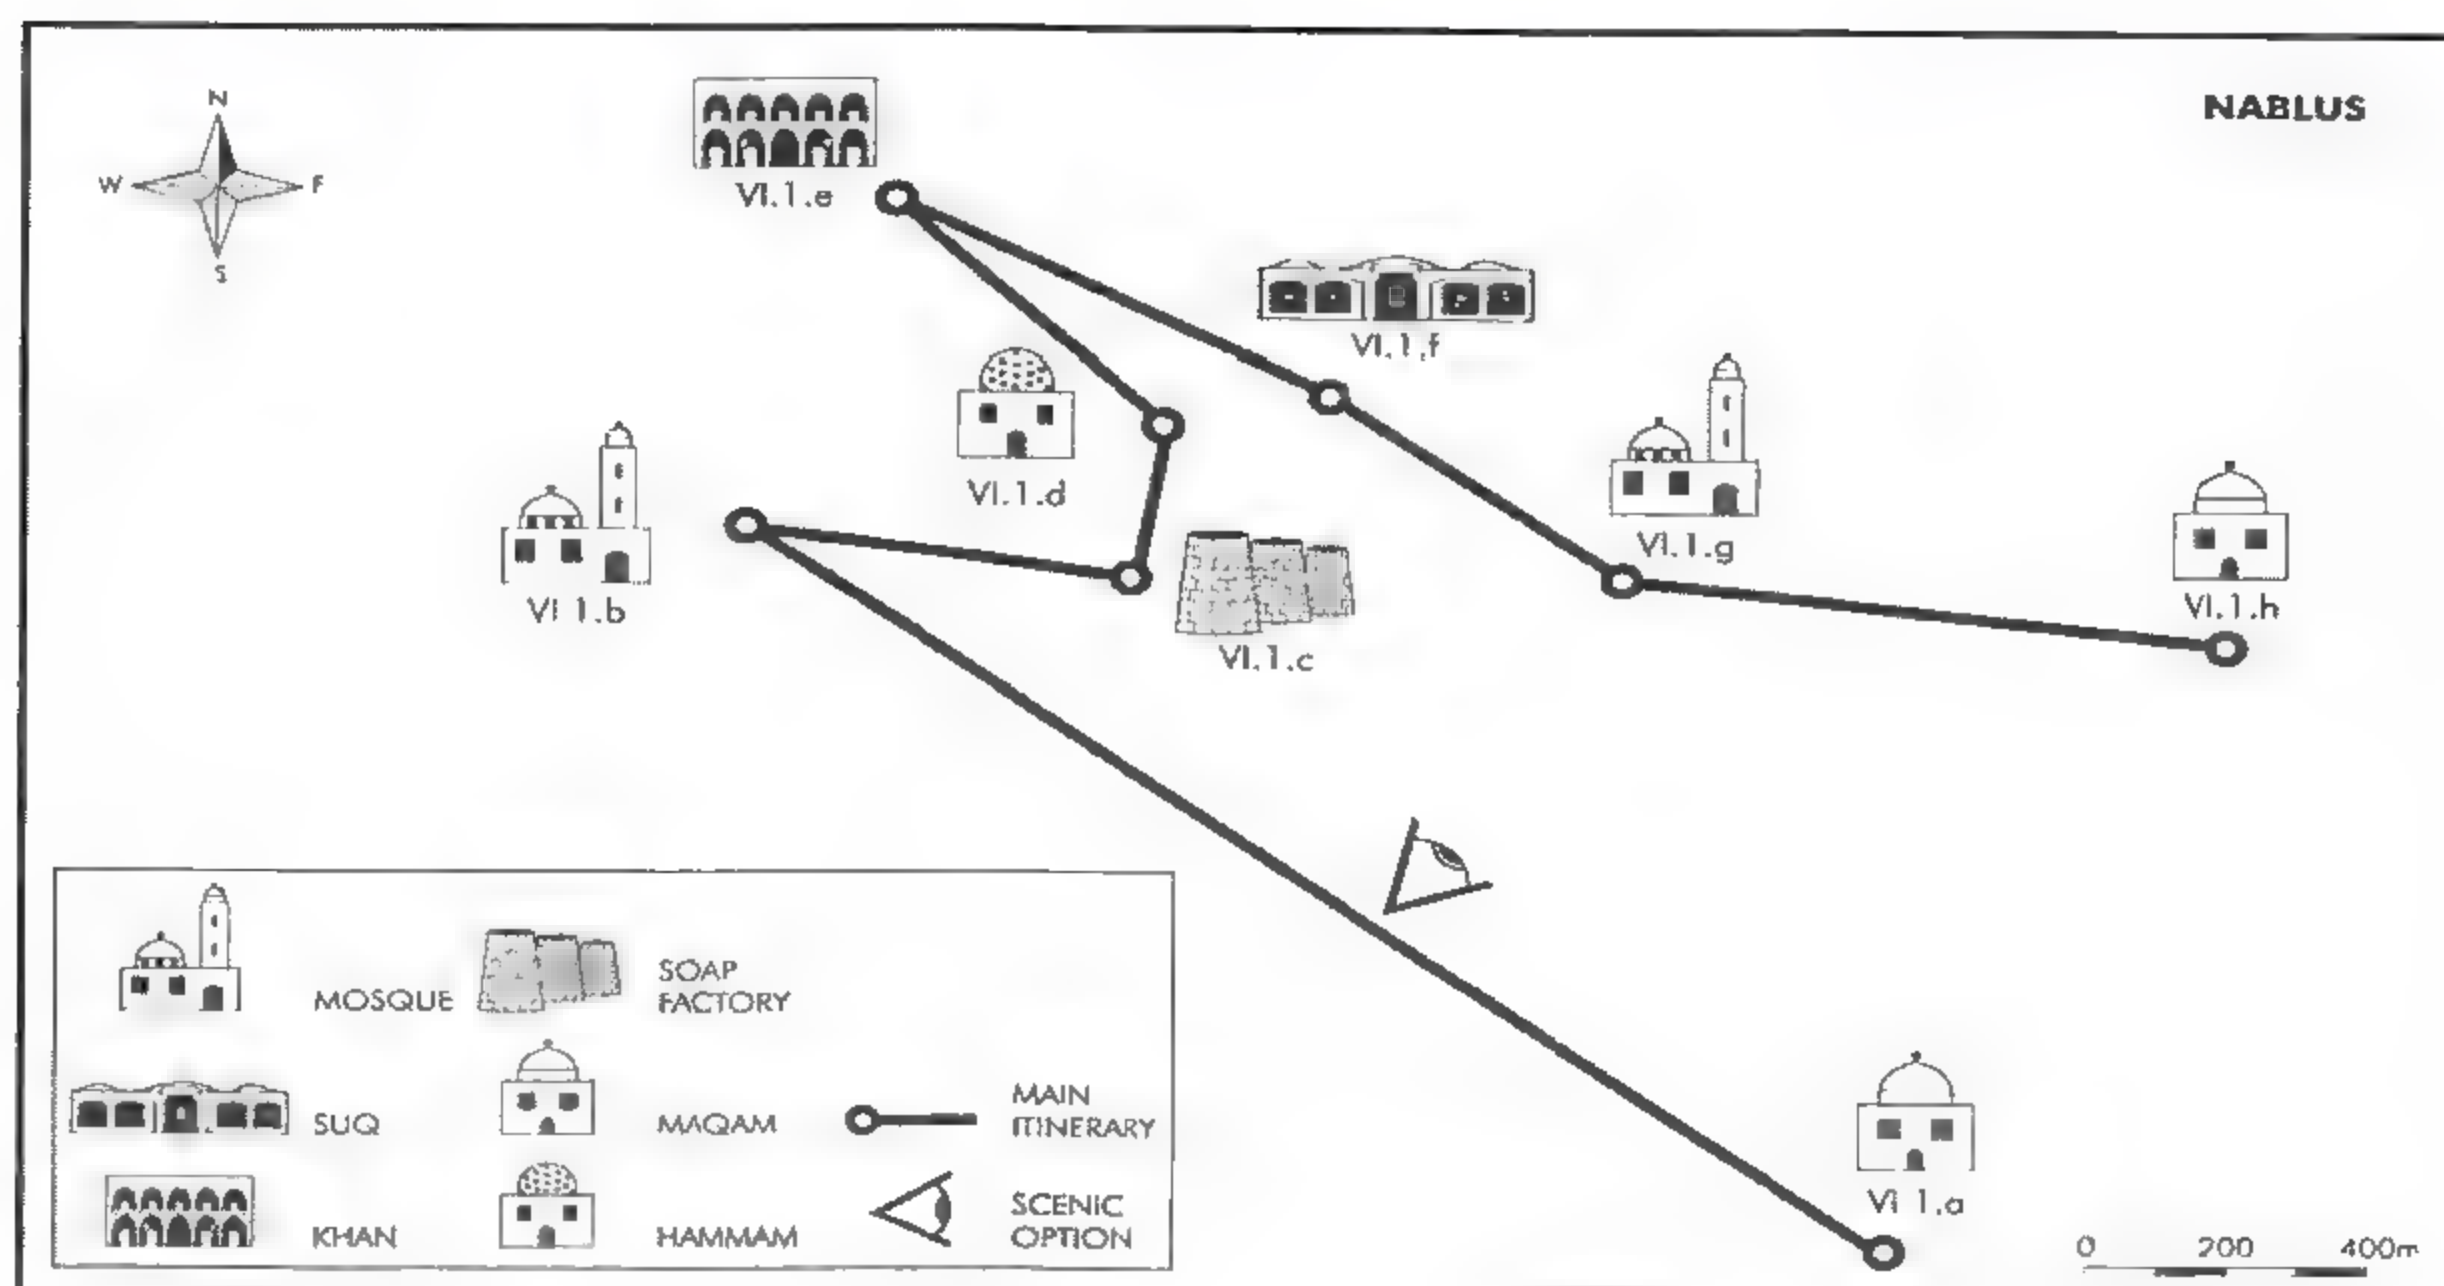 NABLUS
N
W
F
S
VI.1.e
VI.1.f
VI.1.d
VI.1.g
VI 1.b
VI.1.c
VI.1.h
VI 1.a
MOSQUE
SOAP
FACTORY
SUQ
MAQAM
MAIN
ITINERARY
KHAN
HAMMAM
SCENIC
OPTION
0 200 400m